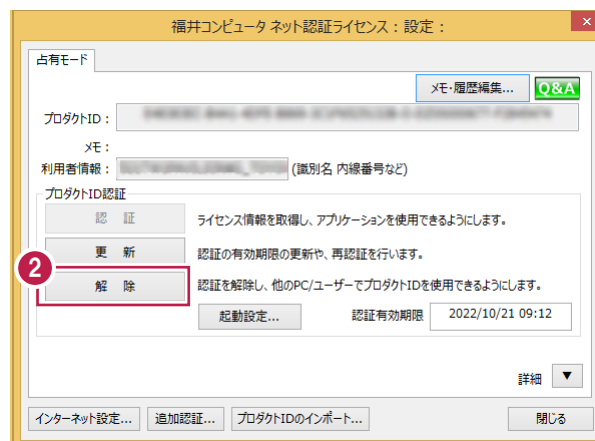 福井コンピュータ ネット認証ライセンス：設定：
占有モード
メモ・履歴編集... Q&A
プロダクトID：
メモ：
利用者情報： (識別名 内線番号など)
プロダクトID認証
認 証 ライセンス情報を取得し、アプリケーションを使用できるようにします。
更 新 認証の有効期限の更新や、再認証を行います。
2
解 除 認証を解除し、他のPC/ユーザーでプロダクトIDを使用できるようにします。
起動設定... 認証有効期限 2022/10/21 09:12
詳細 ▼
インターネット設定... 追加認証... プロダクトIDのインポート... 閉じる